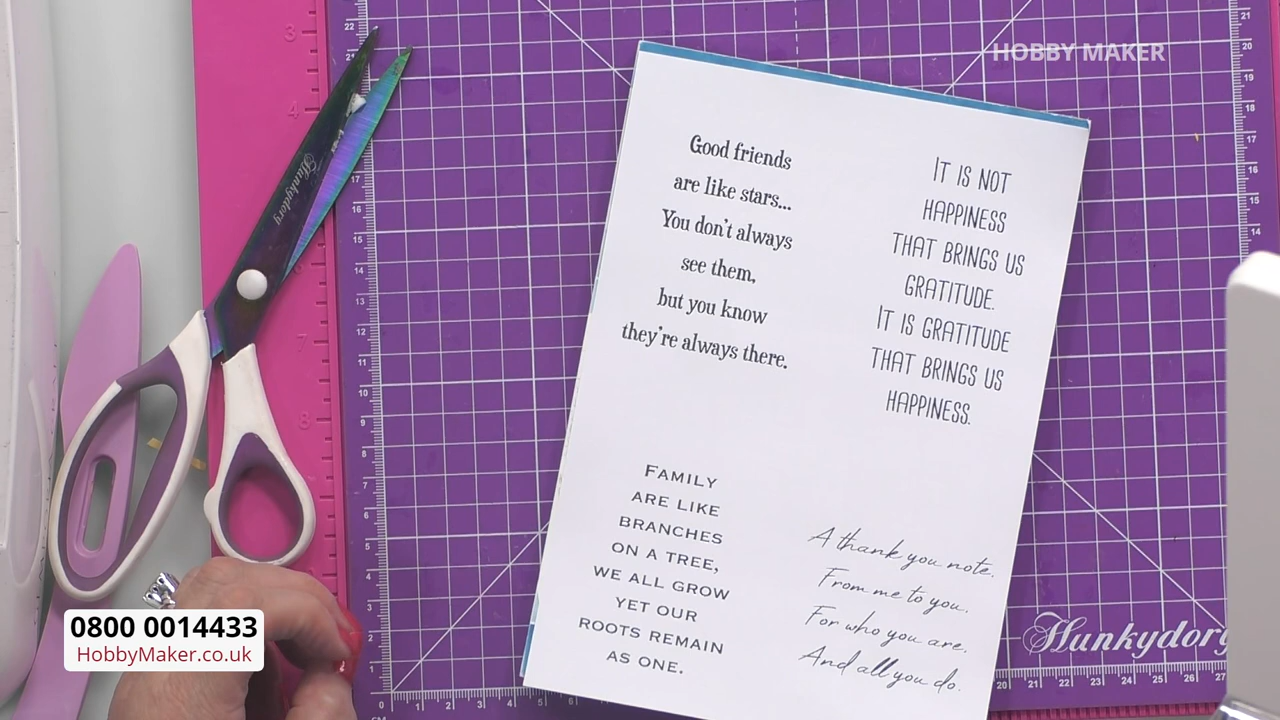 HOBBY MAKER
Good friends
are like stars...
You don't always
see them,
but you know
they're always there.
IT IS NOT
HAPPINESS
THAT BRINGS US
GRATITUDE.
IT IS GRATITUDE
THAT BRINGS US
HAPPINESS.
FAMILY
ARE LIKE
BRANCHES
ON A TREE,
WE ALL GROW
YET OUR
ROOTS REMAIN
AS ONE.
A thank you note.
From me to you.
For who you are.
And all you do.
Hunkydory
Hunkydory
0800 0014433
HobbyMaker.co.uk